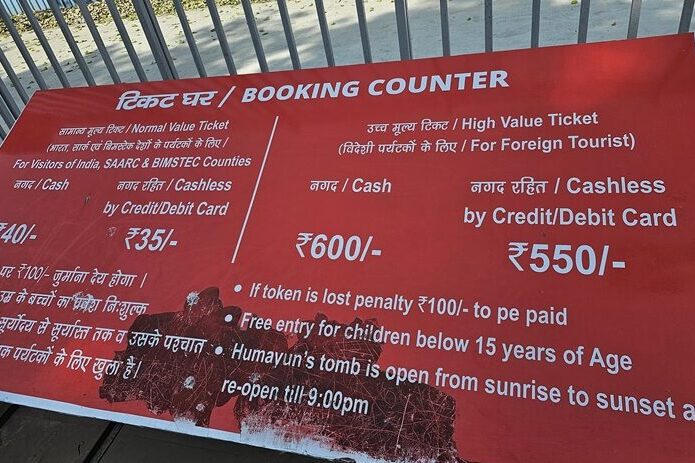 टिकट घर / BOOKING COUNTER
सामान्य मूल्य टिकट / Normal Value Ticket
(भारत, सार्क एवं बिमस्टेक देशों के पर्यटकों के लिए /
For Visitors of India, SAARC & BIMSTEC Counties
नगद / Cash
नगद रहित / Cashless
by Credit/Debit Card
₹40/-
₹35/-
उच्च मूल्य टिकट / High Value Ticket
(विदेशी पर्यटकों के लिए / For Foreign Tourist)
नगद / Cash
नगद रहित / Cashless
by Credit/Debit Card
₹600/-
₹550/-
पर ₹100/- जुर्माना देय होगा।
उम्र के बच्चों का प्रवेश निःशुल्क
सूर्योदय से सूर्यास्त तक व उसके पश्चात
पर्यटकों के लिए खुला है।
• If token is lost penalty ₹100/- to pe paid
• Free entry for children below 15 years of Age
• Humayun's tomb is open from sunrise to sunset a
re-open till 9:00pm